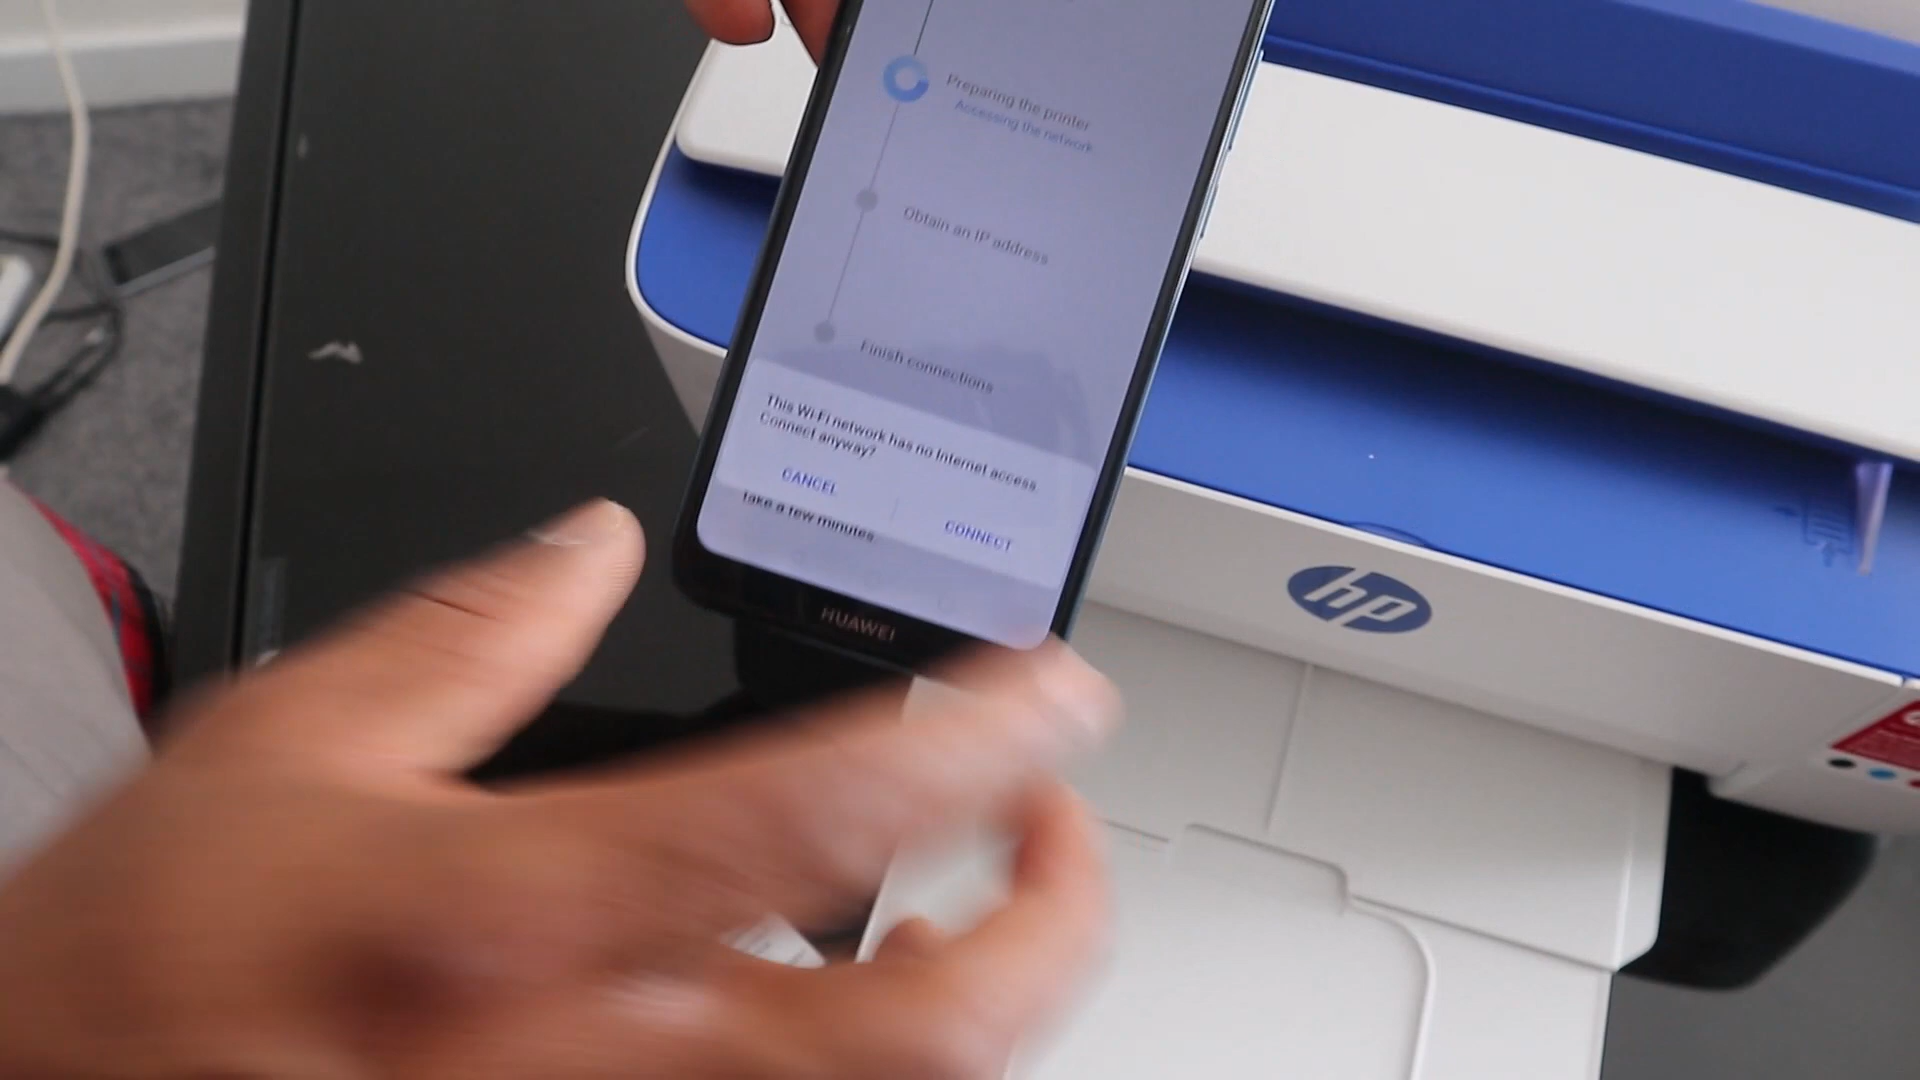 Preparing the printer
Accessing the network
Obtain an IP address
Finish connections
This Wi-Fi network has no Internet access
Connect anyway?
CANCEL
CONNECT
take a few minutes
HUAWEI
hp